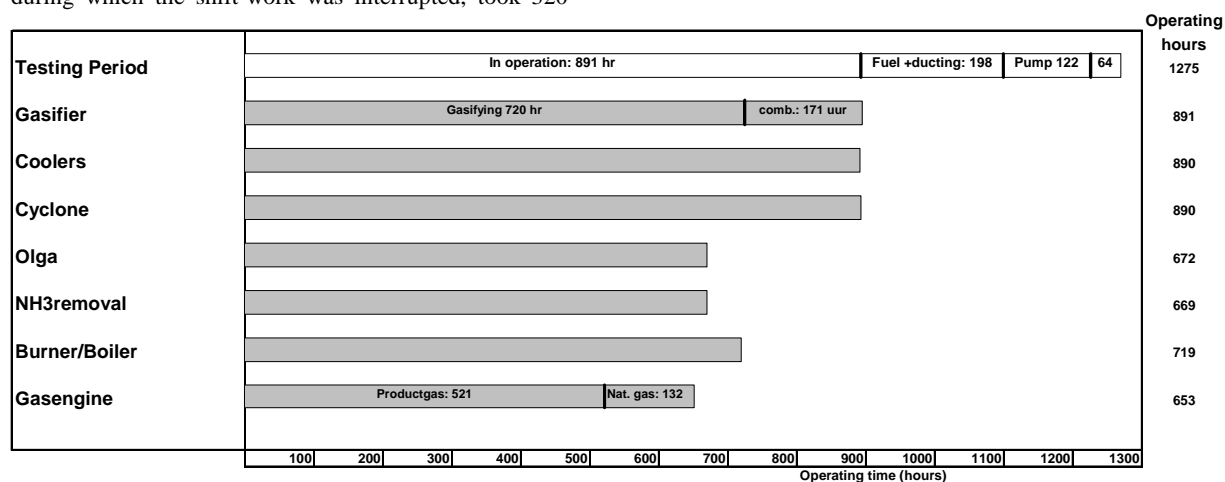 during which the shift-work was interrupted, took 320
Operating
hours
Testing Period In operation: 891 hr Fuel +ducting: 198 Pump 122 64 1275
Gasifier Gasifying 720 hr comb.: 171 uur 891
Coolers 890
Cyclone 890
Olga 672
NH3removal 669
Burner/Boiler 719
Gasengine Productgas: 521 Nat. gas: 132 653
100 200 300 400 500 600 700 800 900 1000 1100 1200 1300
Operating time (hours)